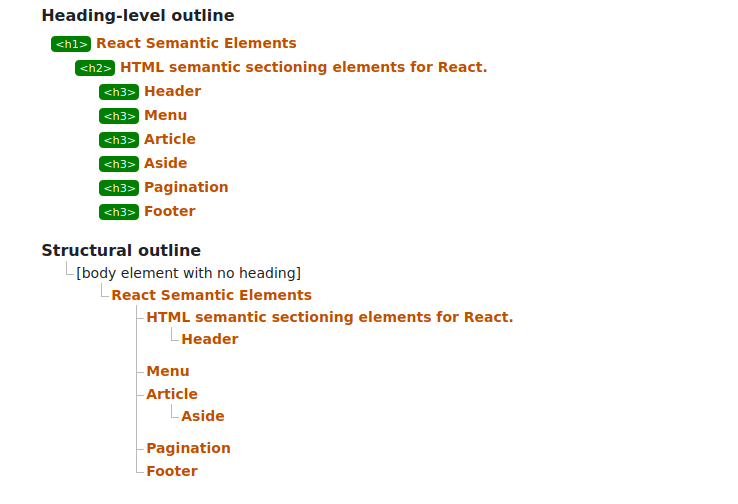 Heading-level outline
<h1> React Semantic Elements
<h2> HTML semantic sectioning elements for React.
<h3> Header
<h3> Menu
<h3> Article
<h3> Aside
<h3> Pagination
<h3> Footer
Structural outline
[body element with no heading]
React Semantic Elements
HTML semantic sectioning elements for React.
Header
Menu
Article
Aside
Pagination
Footer